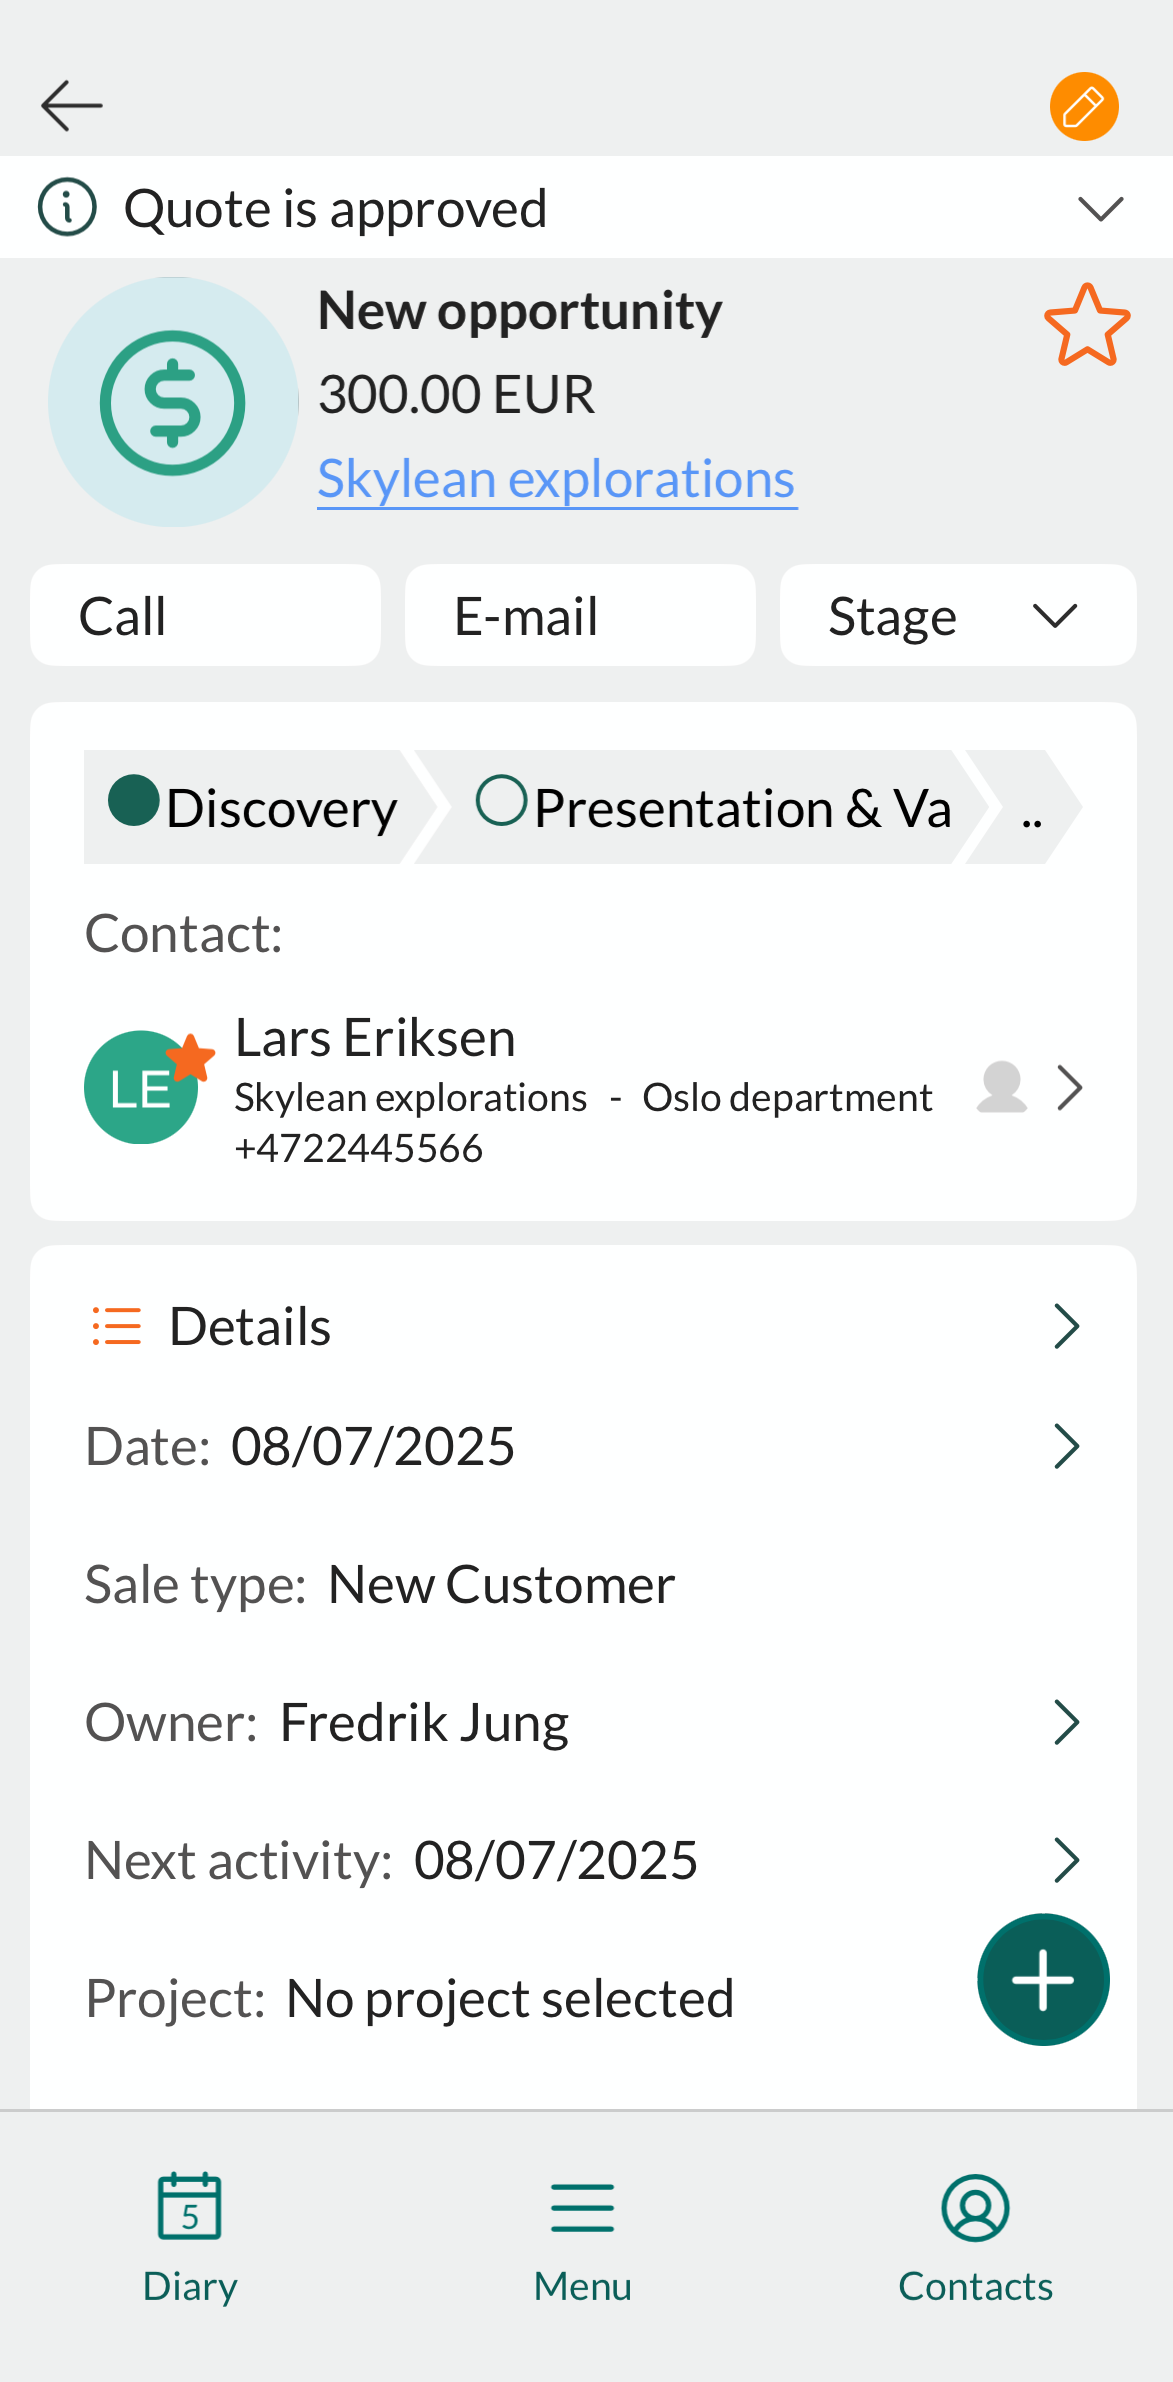 Quote is approved
New opportunity
300.00 EUR
Skylean explorations
Call
E-mail
Stage
Discovery
Presentation & Va
..
Contact:
LE
Lars Eriksen
Skylean explorations - Oslo department
+4722445566
Details
Date: 08/07/2025
Sale type: New Customer
Owner: Fredrik Jung
Next activity: 08/07/2025
Project: No project selected
5
Diary
Menu
Contacts